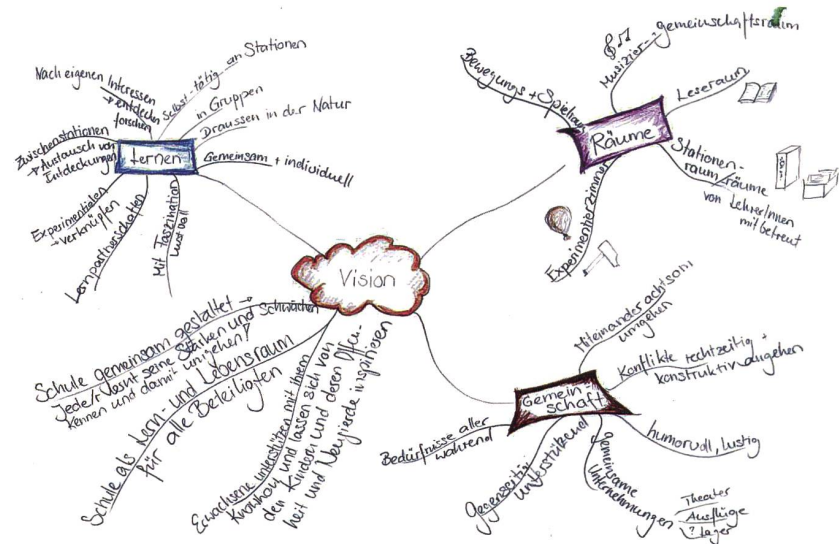 Vision
Lernen
Nach eigenen Interessen
→ entdecken
forschen
Selbst-tätig an Stationen
in Gruppen
Draussen in der Natur
Gemeinsam + individuell
Mit Faszination
lustvoll
Lernpartnerschaften
Experimentieren
→ verknüpfen
Zwischenstationen
→ Austausch von
Entdeckungen
Räume
Bewegungs + Spielraum
Musizier-
gemeinschaftsraum
Leseraum
Stationen-
raum/räume
von LehrerInnen
mitbetreut
Experimentierzimmer
Gemein-
schaft
Miteinander achtsam
umgehen
Konflikte rechtzeitig +
konstruktiv angehen
humorvoll, lustig
gemeinsame
Unternehmungen
Theater
Ausflüge
? Lager
Gegenseitig
unterstützend
Bedürfnisse aller
während
Schule gemeinsam gestaltet →
Jede/r lernt seine Stärken und Schwächen
kennen und damit umgehen!
Schule als Lern- und Lebensraum
für alle Beteiligten
Erwachsene unterstützen mit ihrem
Knowhow und lassen sich von
den Kindern und deren Offen-
heit und Neugierde inspirieren